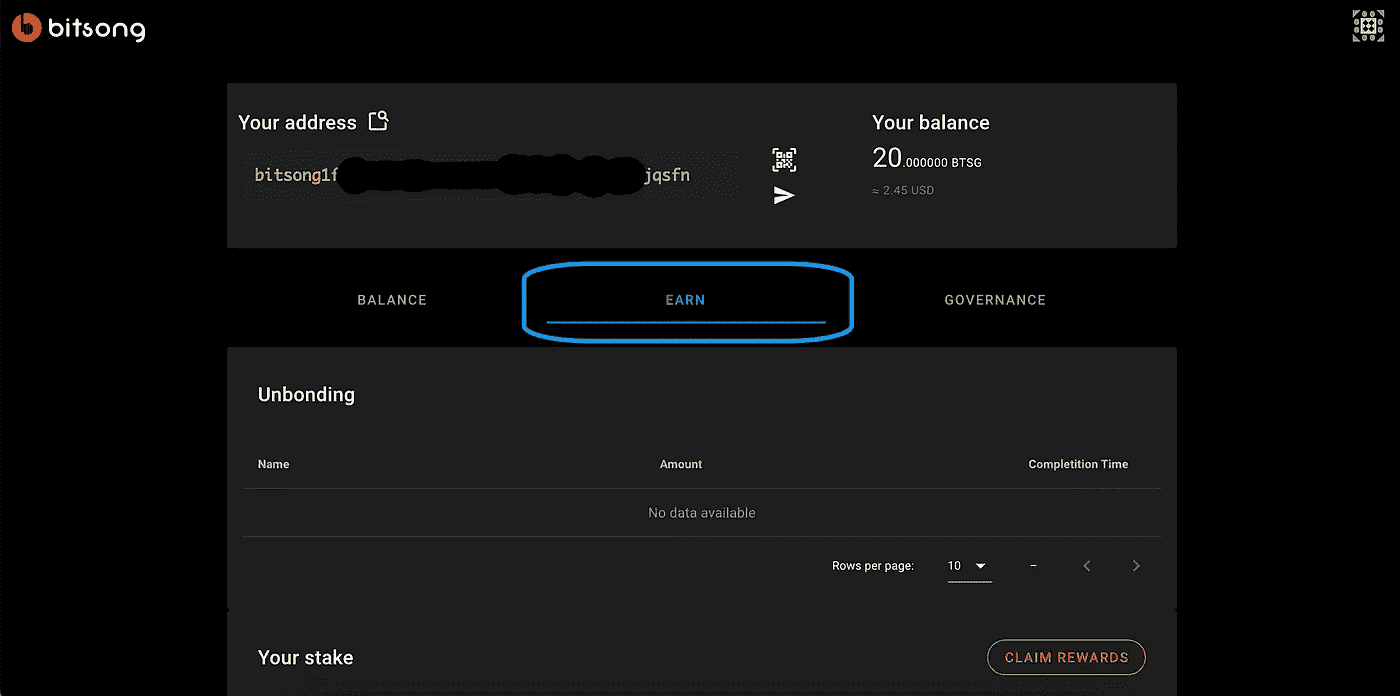 bitsong
Your address
Your balance
bitsong1f jqsfn
20.000000 BTSG
≈ 2.45 USD
BALANCE EARN GOVERNANCE
Unbonding
Name Amount Completition Time
No data available
Rows per page: 10 –
Your stake CLAIM REWARDS